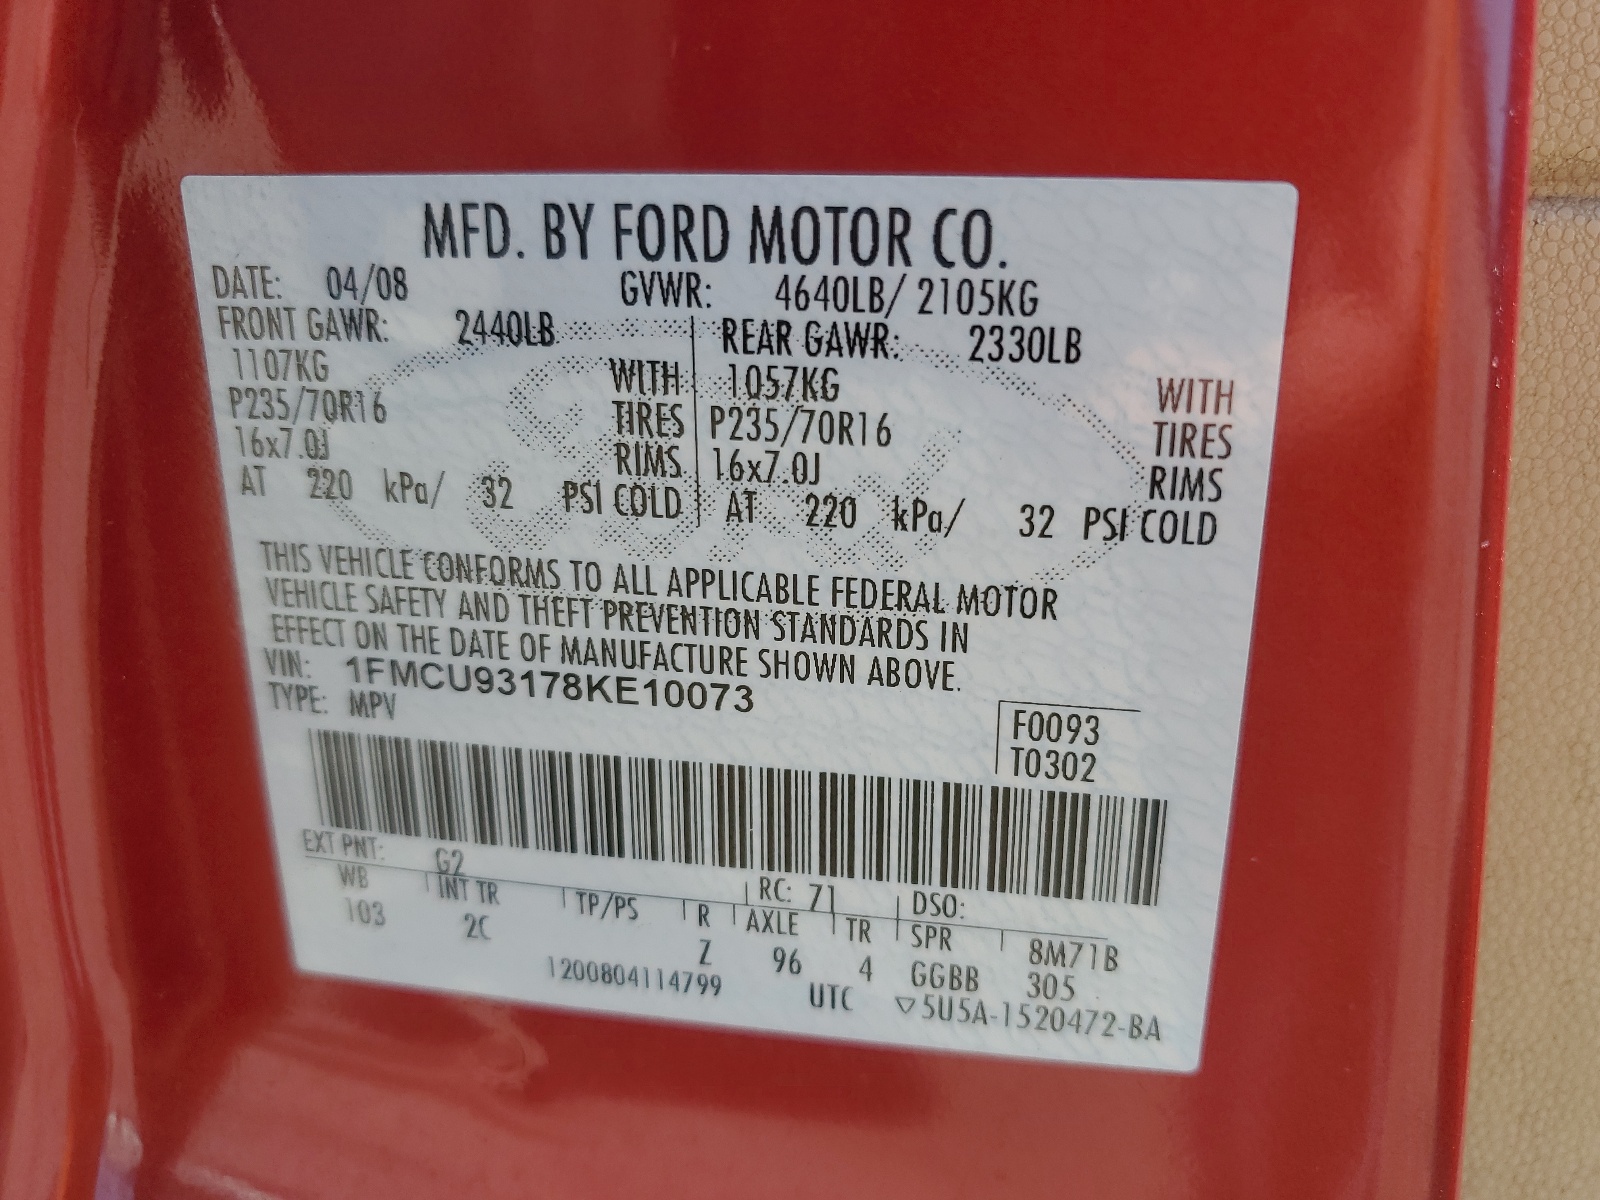 MFD. BY FORD MOTOR CO.
DATE: 04/08 GVWR: 4640LB/ 2105KG
FRONT GAWR: 2440LB REAR GAWR: 2330LB
1107KG WITH 1057KG WITH
P235/70R16 TIRES P235/70R16 TIRES
16x7.0J RIMS 16x7.0J RIMS
AT 220 kPa/ 32 PSI COLD AT 220 kPa/ 32 PSI COLD
THIS VEHICLE CONFORMS TO ALL APPLICABLE FEDERAL MOTOR
VEHICLE SAFETY AND THEFT PREVENTION STANDARDS IN
EFFECT ON THE DATE OF MANUFACTURE SHOWN ABOVE.
VIN: 1FMCU93178KE10073
TYPE: MPV
F0093
T0302
EXT PNT: G2 RC: 71 DSO:
WB INT TR TP/PS R AXLE TR SPR 8M71B
103 2C Z 96 4 GGBB 305
1200804114799 UTC ▽5U5A-1520472-BA